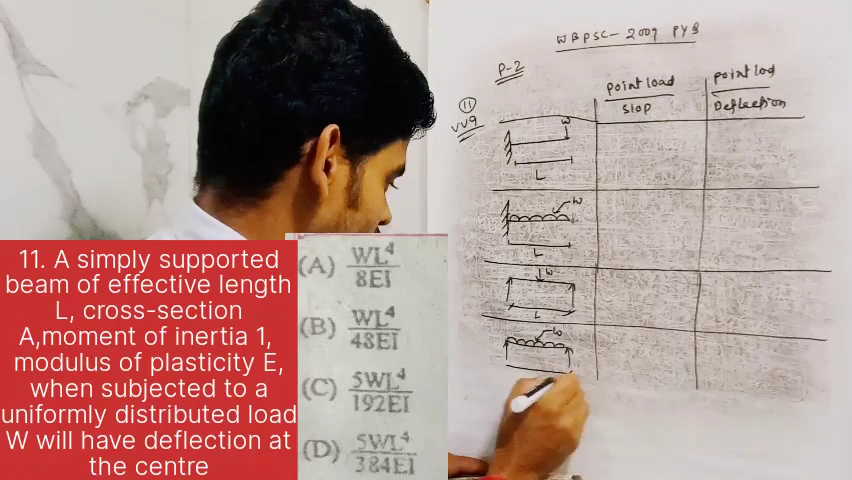 WBPSC-2007 PYQ
P-2
11
VVQ
point load
slop
point lod
Deflection
W
L
W
L
W
L
W
11. A simply supported
beam of effective length
L, cross-section
A,moment of inertia 1,
modulus of plasticity E,
when subjected to a
uniformly distributed load
W will have deflection at
the centre
(A) WL⁴
8EI
(B) WL⁴
48EI
(C) 5WL⁴
192EI
(D) 5WL⁴
384EI